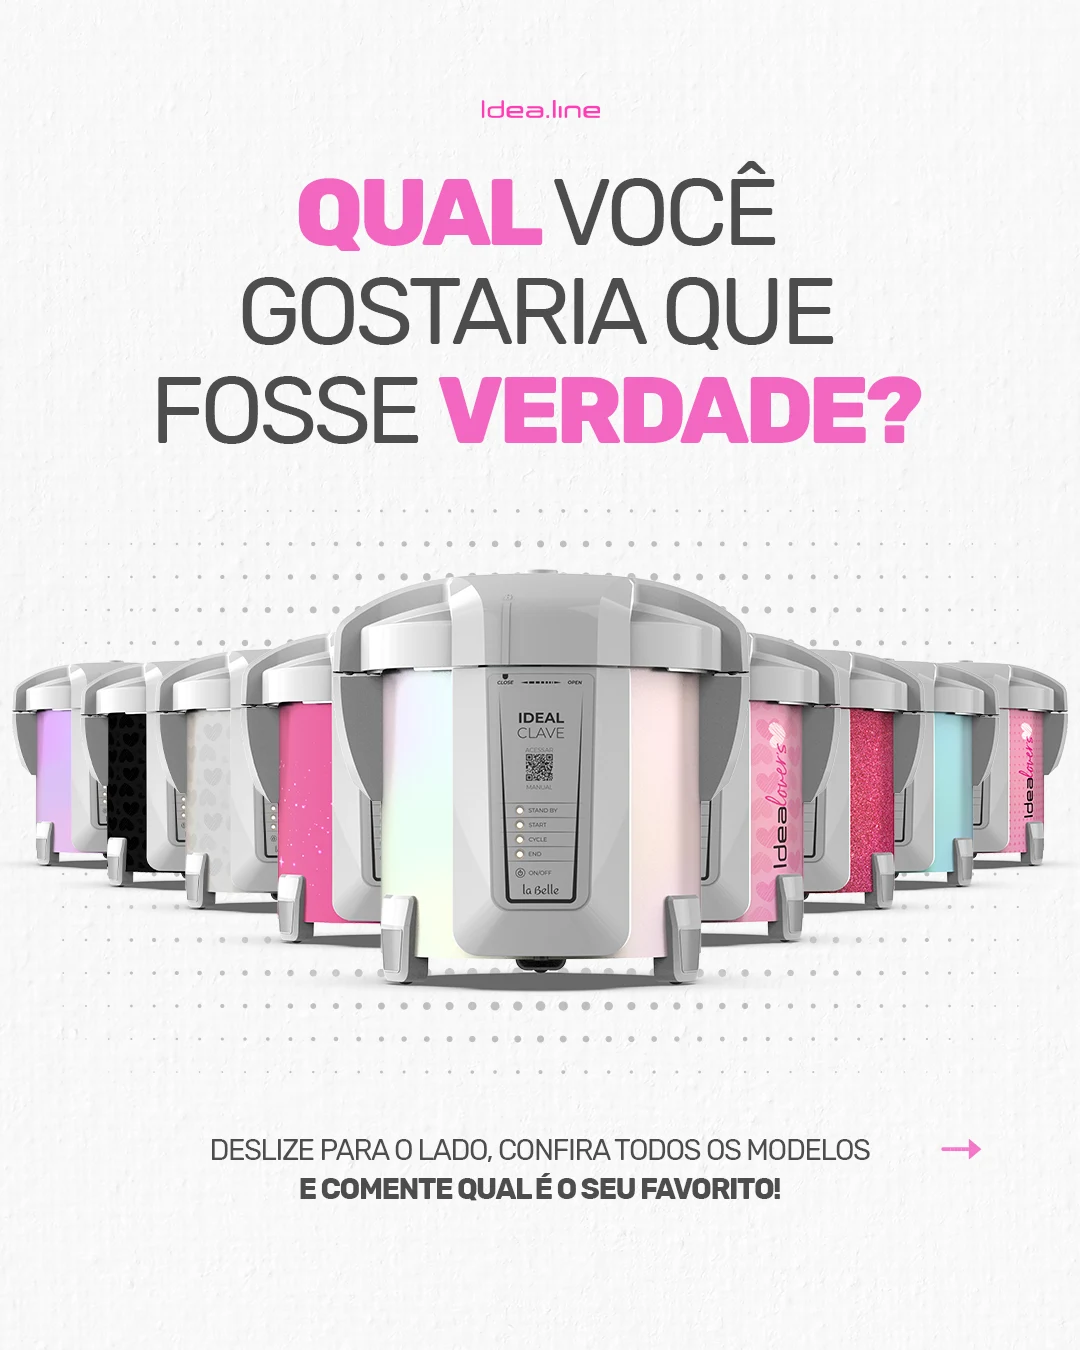 Idea.line
QUAL VOCÊ
GOSTARIA QUE
FOSSE VERDADE?
CLOSE OPEN
IDEAL
CLAVE
ACESSAR
MANUAL
STAND BY
START
CYCLE
END
ON/OFF
la Belle
Idealovers
Idealovers
DESLIZE PARA O LADO, CONFIRA TODOS OS MODELOS
E COMENTE QUAL É O SEU FAVORITO!